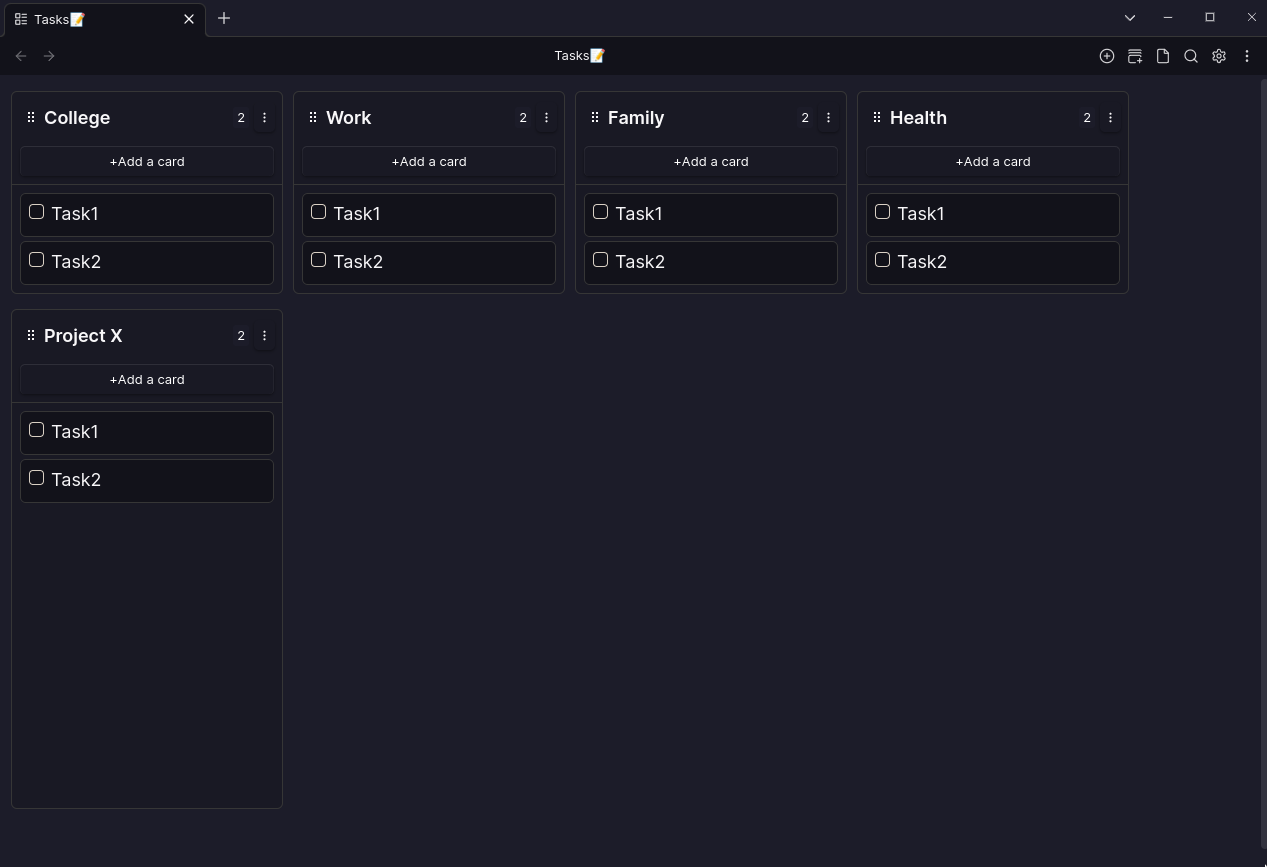 Tasks📝
Tasks📝
College 2
Work 2
Family 2
Health 2
+Add a card
+Add a card
+Add a card
+Add a card
Task1
Task1
Task1
Task1
Task2
Task2
Task2
Task2
Project X 2
+Add a card
Task1
Task2